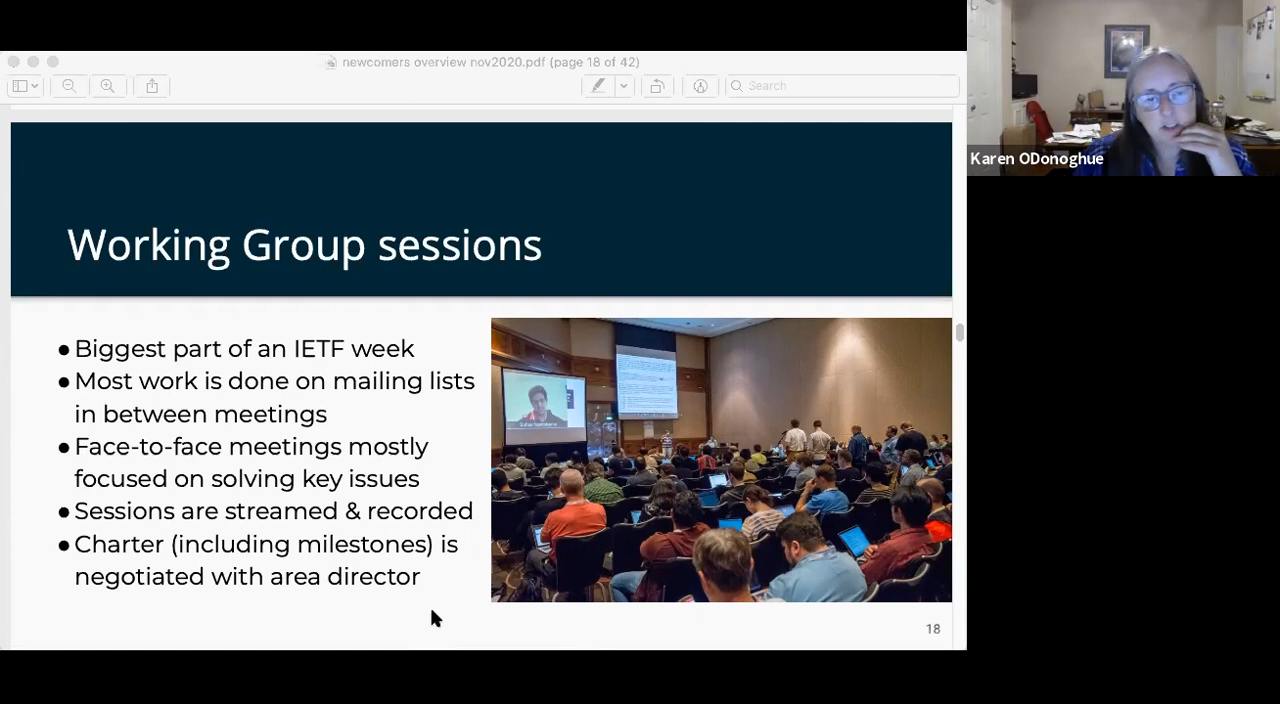 newcomers overview nov2020.pdf (page 18 of 42)
Search
Karen ODonoghue
Working Group sessions
● Biggest part of an IETF week
● Most work is done on mailing lists
in between meetings
● Face-to-face meetings mostly
focused on solving key issues
● Sessions are streamed & recorded
● Charter (including milestones) is
negotiated with area director
18